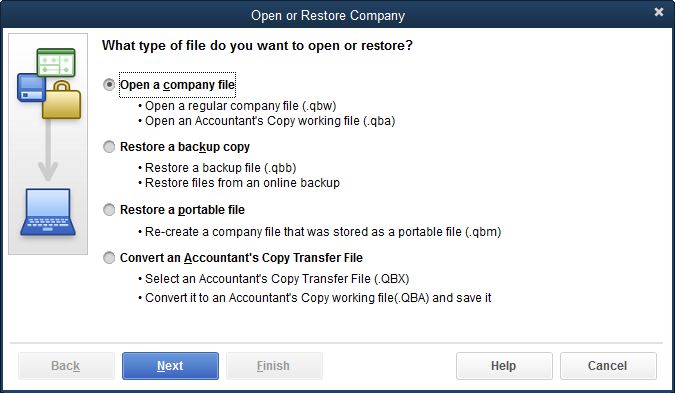 Open or Restore Company
What type of file do you want to open or restore?
Open a company file
• Open a regular company file (.qbw)
• Open an Accountant's Copy working file (.qba)
Restore a backup copy
• Restore a backup file (.qbb)
• Restore files from an online backup
Restore a portable file
• Re-create a company file that was stored as a portable file (.qbm)
Convert an Accountant's Copy Transfer File
• Select an Accountant's Copy Transfer File (.QBX)
• Convert it to an Accountant's Copy working file(.QBA) and save it
Back
Next
Finish
Help
Cancel